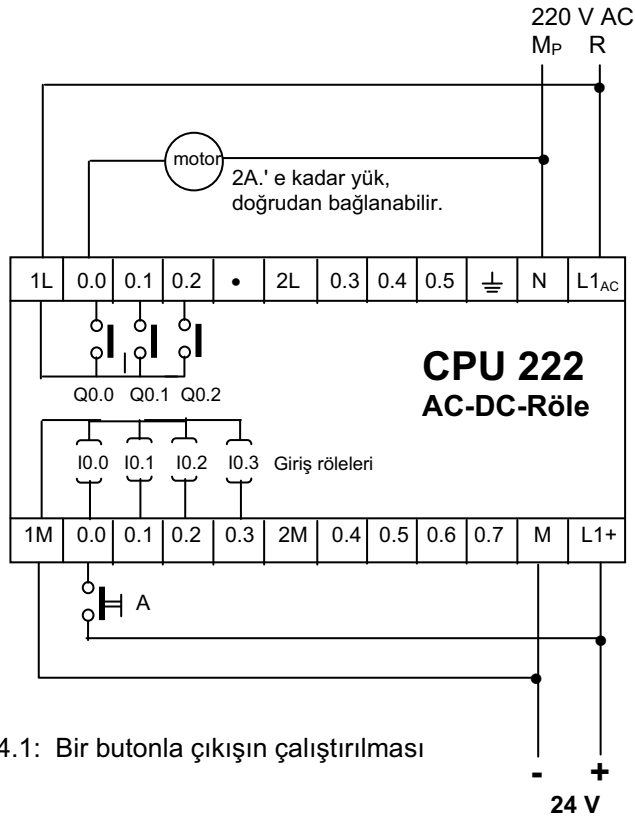 220 V AC
MP R
motor
2A.' e kadar yük,
doğrudan bağlanabilir.
1L 0.0 0.1 0.2 • 2L 0.3 0.4 0.5 N L1AC
CPU 222
AC-DC-Röle
Q0.0 Q0.1 Q0.2
I0.0 I0.1 I0.2 I0.3 Giriş röleleri
1M 0.0 0.1 0.2 0.3 2M 0.4 0.5 0.6 0.7 M L1+
A
4.1: Bir butonla çıkışın çalıştırılması
- +
24 V